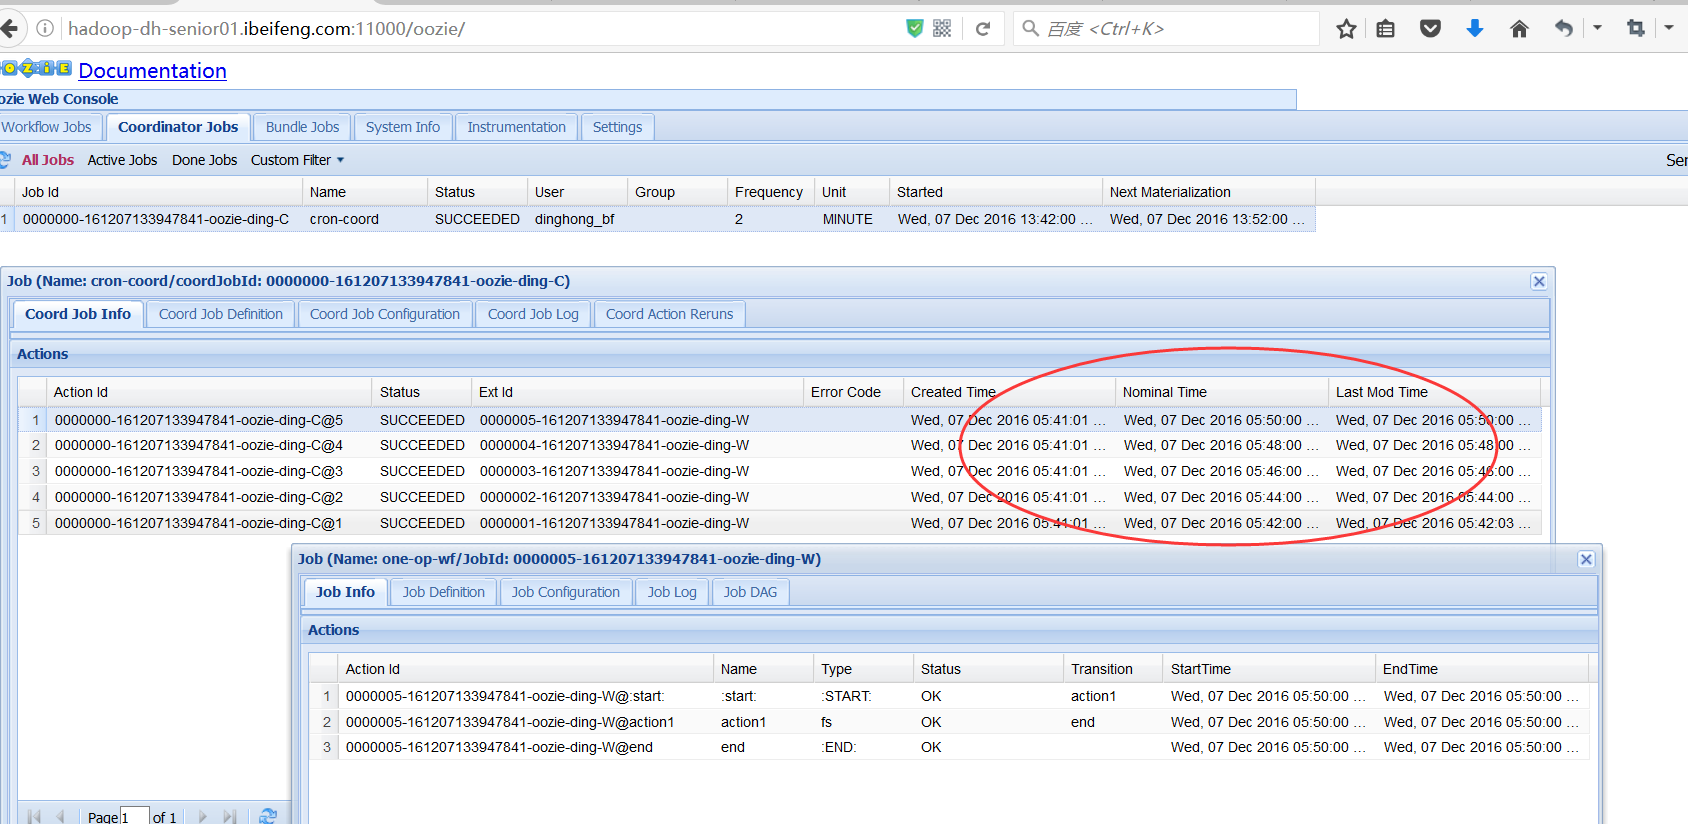 hadoop-dh-senior01.ibeifeng.com:11000/oozie/ 百度 <Ctrl+K>
OZiE Documentation
ozie Web Console
Workflow Jobs Coordinator Jobs Bundle Jobs System Info Instrumentation Settings
All Jobs Active Jobs Done Jobs Custom Filter Ser
Job Id Name Status User Group Frequency Unit Started Next Materialization
1 0000000-161207133947841-oozie-ding-C cron-coord SUCCEEDED dinghong_bf 2 MINUTE Wed, 07 Dec 2016 13:42:00 ... Wed, 07 Dec 2016 13:52:00 ...
Job (Name: cron-coord/coordJobId: 0000000-161207133947841-oozie-ding-C)
Coord Job Info Coord Job Definition Coord Job Configuration Coord Job Log Coord Action Reruns
Actions
Action Id Status Ext Id Error Code Created Time Nominal Time Last Mod Time
1 0000000-161207133947841-oozie-ding-C@5 SUCCEEDED 0000005-161207133947841-oozie-ding-W Wed, 07 Dec 2016 05:41:01 ... Wed, 07 Dec 2016 05:50:00 ... Wed, 07 Dec 2016 05:50:00 ...
2 0000000-161207133947841-oozie-ding-C@4 SUCCEEDED 0000004-161207133947841-oozie-ding-W Wed, 07 Dec 2016 05:41:01 ... Wed, 07 Dec 2016 05:48:00 ... Wed, 07 Dec 2016 05:48:00 ...
3 0000000-161207133947841-oozie-ding-C@3 SUCCEEDED 0000003-161207133947841-oozie-ding-W Wed, 07 Dec 2016 05:41:01 ... Wed, 07 Dec 2016 05:46:00 ... Wed, 07 Dec 2016 05:46:00 ...
4 0000000-161207133947841-oozie-ding-C@2 SUCCEEDED 0000002-161207133947841-oozie-ding-W Wed, 07 Dec 2016 05:41:01 ... Wed, 07 Dec 2016 05:44:00 ... Wed, 07 Dec 2016 05:44:00 ...
5 0000000-161207133947841-oozie-ding-C@1 SUCCEEDED 0000001-161207133947841-oozie-ding-W Wed, 07 Dec 2016 05:41:01 ... Wed, 07 Dec 2016 05:42:00 ... Wed, 07 Dec 2016 05:42:03 ...
Job (Name: one-op-wf/JobId: 0000005-161207133947841-oozie-ding-W)
Job Info Job Definition Job Configuration Job Log Job DAG
Actions
Action Id Name Type Status Transition StartTime EndTime
1 0000005-161207133947841-oozie-ding-W@:start: :start: :START: OK action1 Wed, 07 Dec 2016 05:50:00 ... Wed, 07 Dec 2016 05:50:00 ...
2 0000005-161207133947841-oozie-ding-W@action1 action1 fs OK end Wed, 07 Dec 2016 05:50:00 ... Wed, 07 Dec 2016 05:50:00 ...
3 0000005-161207133947841-oozie-ding-W@end end :END: OK Wed, 07 Dec 2016 05:50:00 ... Wed, 07 Dec 2016 05:50:00 ...
Page 1 of 1